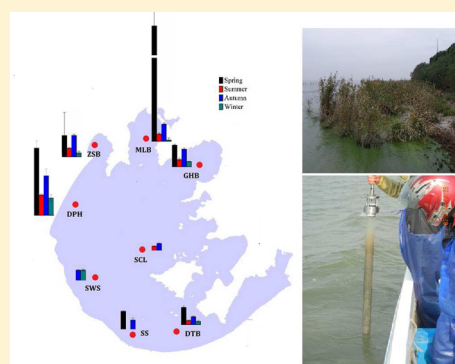 Spring
Summer
Autumn
Winter
MLB
ZSB
GHB
DPH
SCL
SWS
SS
DTB